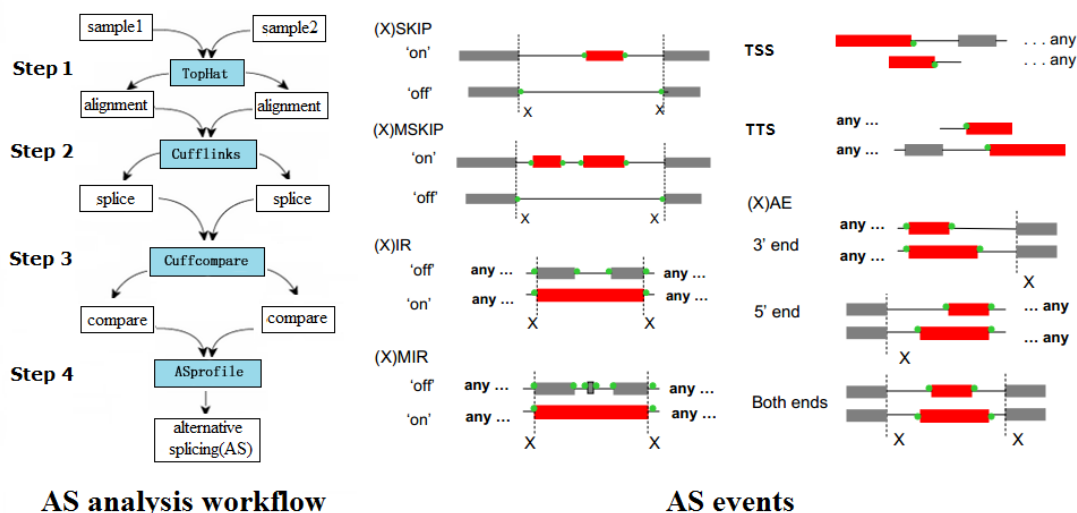 sample1
sample2
Step 1
TopHat
alignment
alignment
Step 2
Cufflinks
splice
splice
Step 3
Cuffcompare
compare
compare
Step 4
ASprofile
alternative
splicing(AS)
AS analysis workflow
(X)SKIP
'on'
'off'
X
X
(X)MSKIP
'on'
'off'
X
X
(X)IR
'off'
any ...
any ...
'on'
any ...
any ...
X
X
(X)MIR
'off'
any ...
any ...
'on'
any ...
any ...
X
X
TSS
. . . any
. . . any
TTS
any ...
any ...
(X)AE
any ...
3' end
any ...
X
5' end
... any
any
X
Both ends
X
X
AS events